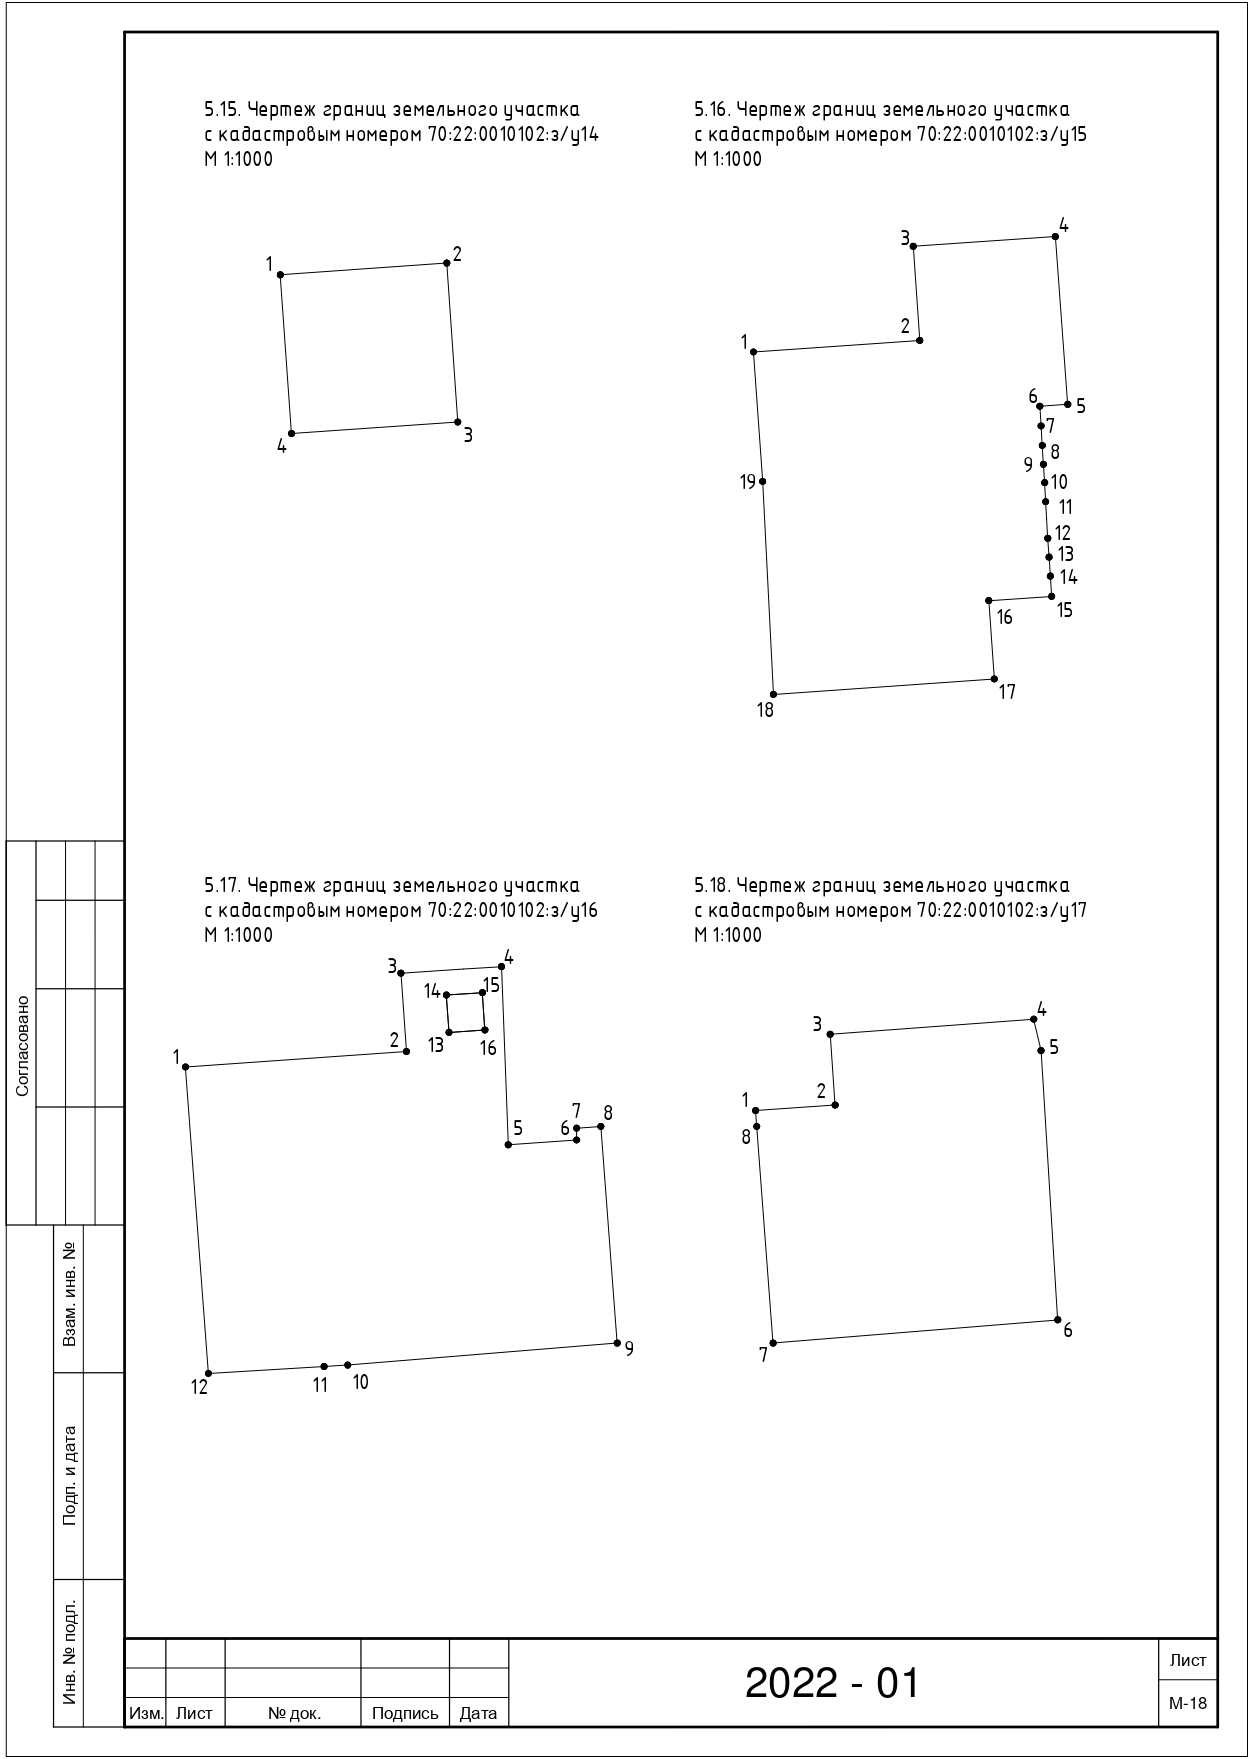 5.15. Чертеж границ земельного участка
с кадастровым номером 70:22:0010102:з/у14
М 1:1000
1
2
3
4
5.16. Чертеж границ земельного участка
с кадастровым номером 70:22:0010102:з/у15
М 1:1000
3
4
2
1
6
5
7
8
9
19
10
11
12
13
14
15
16
17
18
5.17. Чертеж границ земельного участка
с кадастровым номером 70:22:0010102:з/у16
М 1:1000
3
4
14
15
13
16
2
1
7
8
5
6
9
10
11
12
5.18. Чертеж границ земельного участка
с кадастровым номером 70:22:0010102:з/у17
М 1:1000
4
3
5
2
1
8
6
7
Согласовано
Взам. инв. №
Подп. и дата
Инв. № подл.
Изм. Лист № док. Подпись Дата
2022 - 01
Лист
М-18